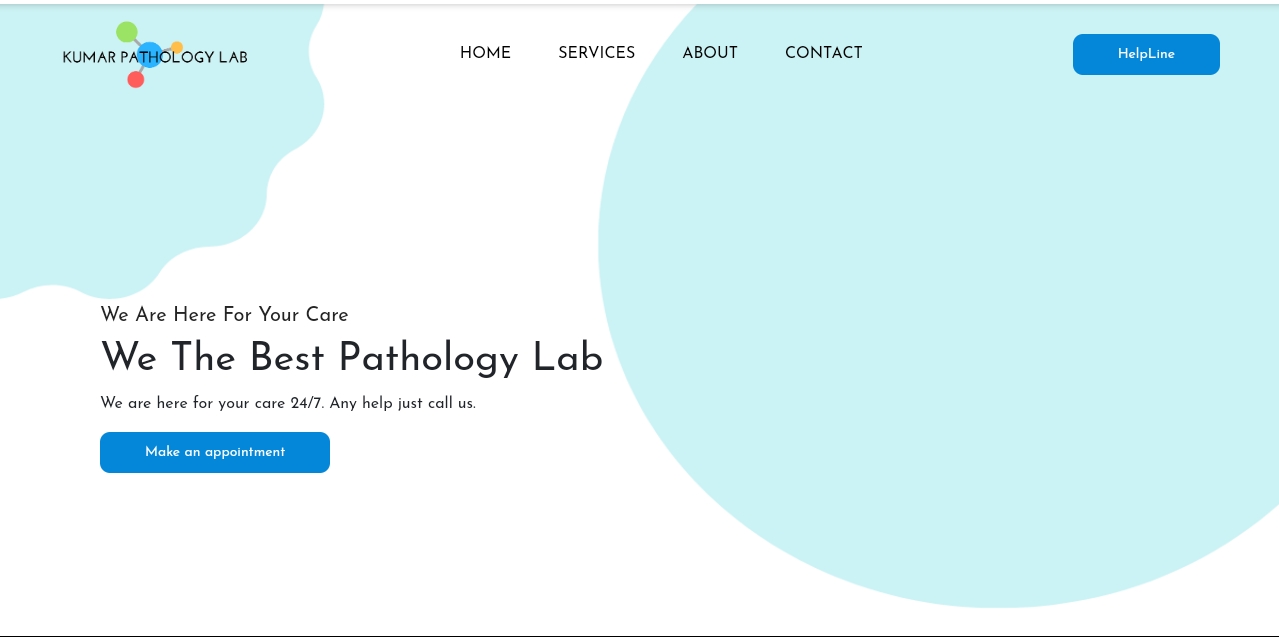 KUMAR PATHOLOGY LAB
HOME SERVICES ABOUT CONTACT
HelpLine
We Are Here For Your Care
We The Best Pathology Lab
We are here for your care 24/7. Any help just call us.
Make an appointment